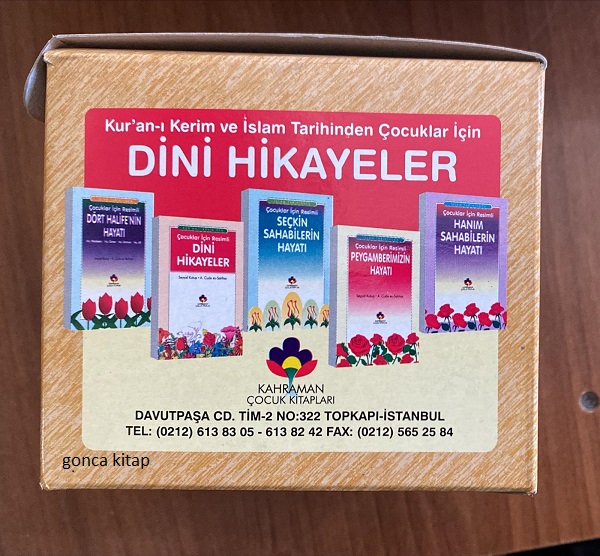 Kur'an-ı Kerim ve İslam Tarihinden Çocuklar İçin
DİNİ HİKAYELER
Çocuklar İçin Resimli
DÖRT HALİFE'NİN
HAYATI
Çocuklar İçin Resimli
DİNİ
HİKAYELER
Çocuklar İçin Resimli
SEÇKİN
SAHABİLERİN
HAYATI
Çocuklar İçin Resimli
PEYGAMBERİMİZİN
HAYATI
Çocuklar İçin Resimli
HANIM
SAHABİLERİN
HAYATI
KAHRAMAN
ÇOCUK KİTAPLARI
DAVUTPAŞA CD. TİM-2 NO:322 TOPKAPI-İSTANBUL
TEL: (0212) 613 83 05 - 613 82 42 FAX: (0212) 565 25 84
gonca kitap